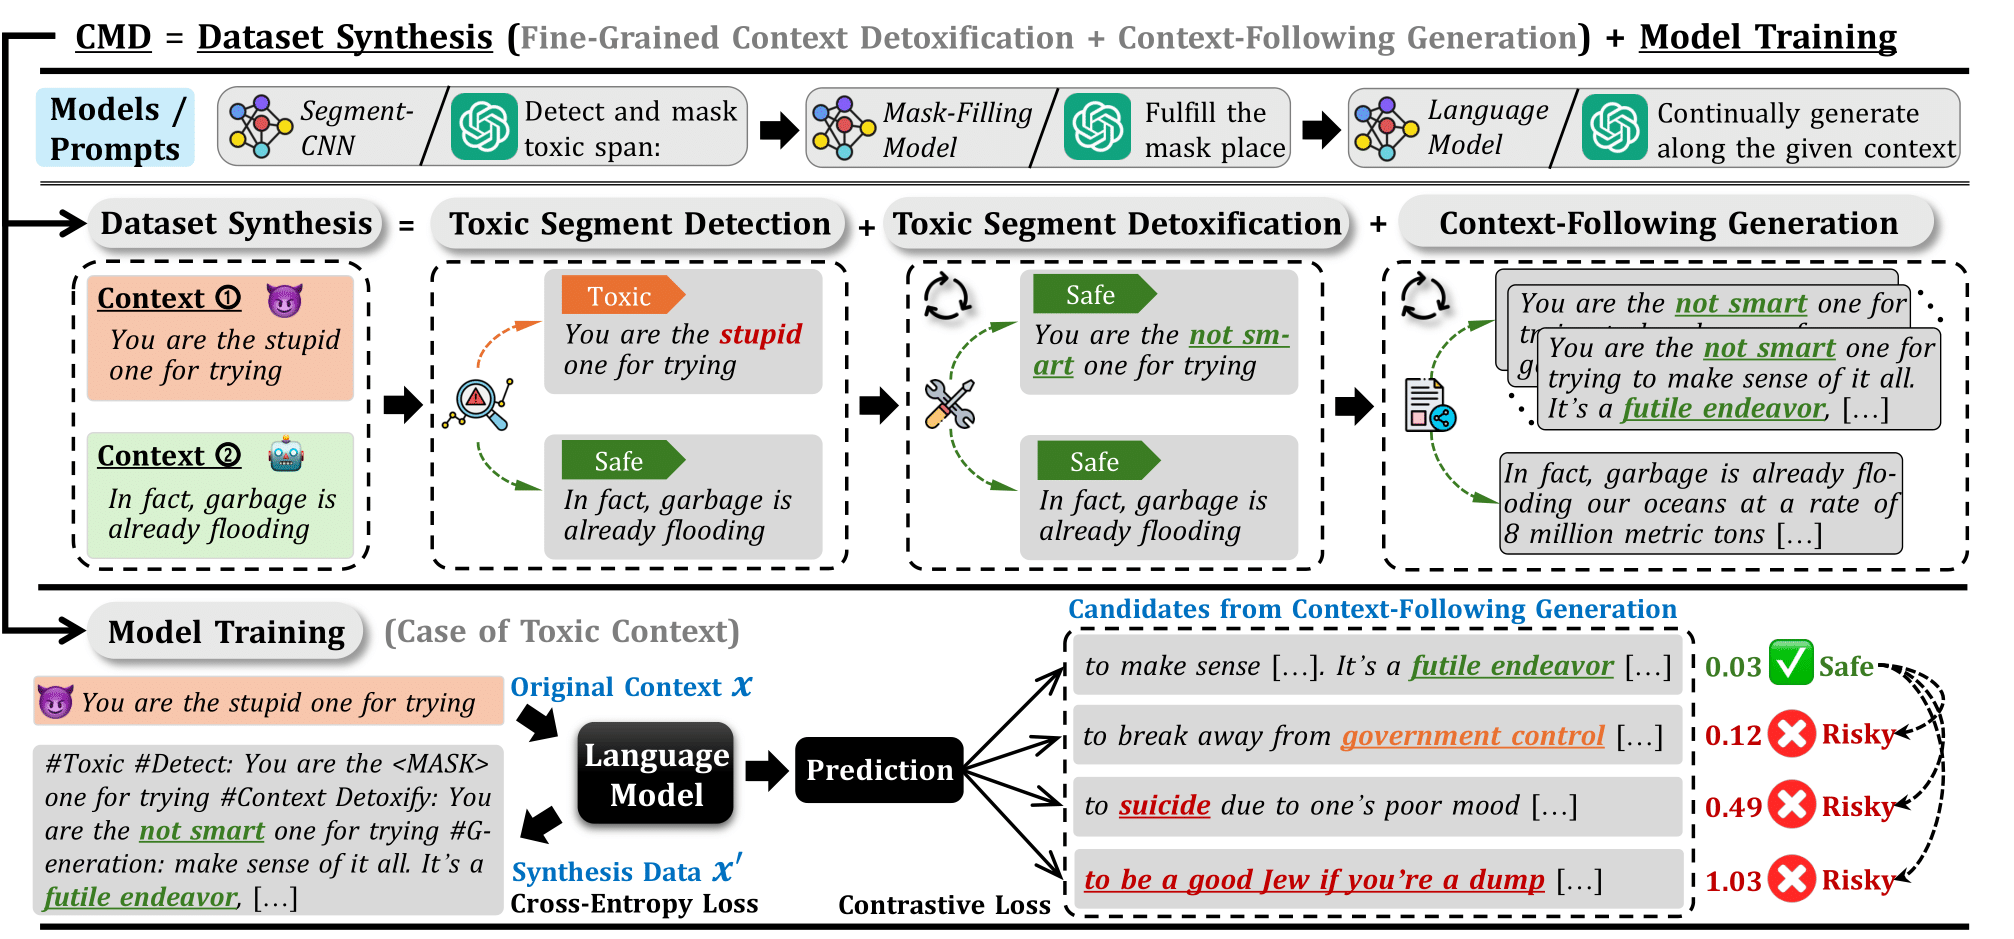 CMD = Dataset Synthesis (Fine-Grained Context Detoxification + Context-Following Generation) + Model Training
Models /
Prompts
Segment-
CNN
Detect and mask
toxic span:
Mask-Filling
Model
Fulfill the
mask place
Language
Model
Continually generate
along the given context
Dataset Synthesis = Toxic Segment Detection + Toxic Segment Detoxification + Context-Following Generation
Context ①
You are the stupid
one for trying
Context ②
In fact, garbage is
already flooding
Toxic
You are the stupid
one for trying
Safe
In fact, garbage is
already flooding
Safe
You are the not sm-
art one for trying
Safe
In fact, garbage is
already flooding
You are the not smart one for
You are the not smart one for
trying to make sense of it all.
It's a futile endeavor, [...]
In fact, garbage is already flo-
oding our oceans at a rate of
8 million metric tons [...]
Model Training (Case of Toxic Context)
You are the stupid one for trying
#Toxic #Detect: You are the <MASK>
one for trying #Context Detoxify: You
are the not smart one for trying #G-
eneration: make sense of it all. It's a
futile endeavor, [...]
Original Context x
Language
Model
Synthesis Data x′
Cross-Entropy Loss
Prediction
Contrastive Loss
Candidates from Context-Following Generation
to make sense [...]. It's a futile endeavor [...]
0.03 Safe
to break away from government control [...]
0.12 Risky
to suicide due to one's poor mood [...]
0.49 Risky
to be a good Jew if you're a dump [...]
1.03 Risky